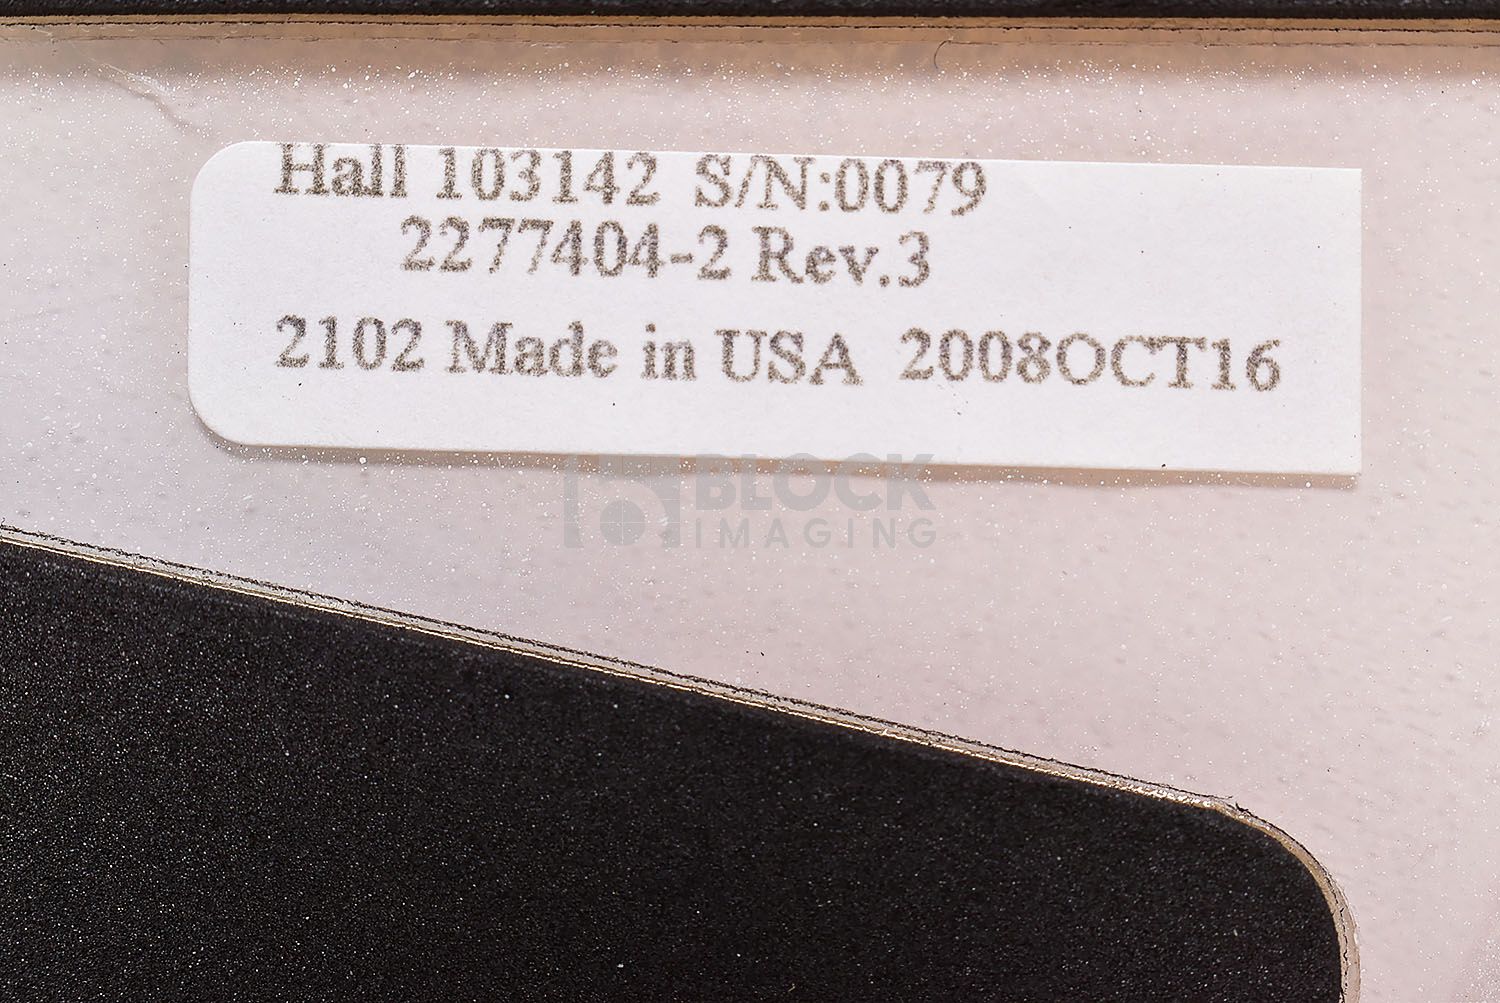 Hall 103142 S/N:0079
2277404-2 Rev.3
2102 Made in USA 2008OCT16
BLOCK
IMAGING